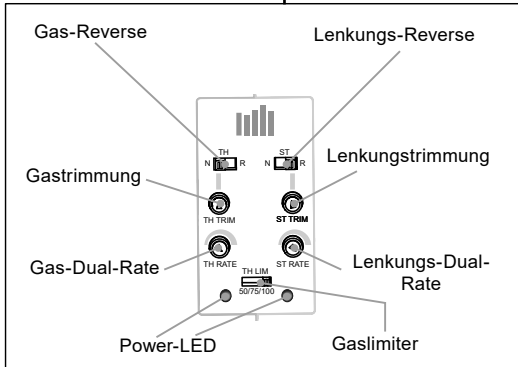 Gas-Reverse
Lenkungs-Reverse
TH
ST
N R
N R
Gastrimmung
Lenkungstrimmung
TH TRIM
ST TRIM
Gas-Dual-Rate
TH RATE
ST RATE
Lenkungs-Dual-
Rate
TH LIM
50/75/100
Power-LED
Gaslimiter